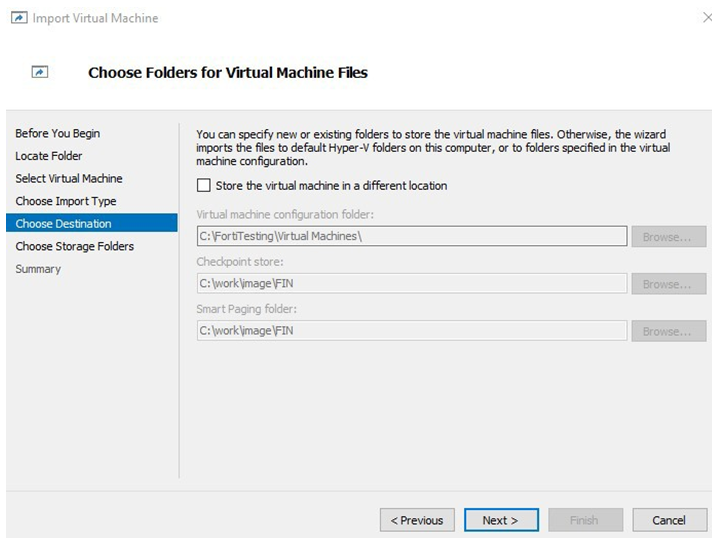 Import Virtual Machine
Choose Folders for Virtual Machine Files
Before You Begin
Locate Folder
Select Virtual Machine
Choose Import Type
Choose Destination
Choose Storage Folders
Summary
You can specify new or existing folders to store the virtual machine files. Otherwise, the wizard
imports the files to default Hyper-V folders on this computer, or to folders specified in the virtual
machine configuration.
Store the virtual machine in a different location
Virtual machine configuration folder:
C:\FortiTesting\Virtual Machines\
Browse...
Checkpoint store:
C:\work\image\FIN
Browse...
Smart Paging folder:
C:\work\image\FIN
Browse...
< Previous
Next >
Finish
Cancel